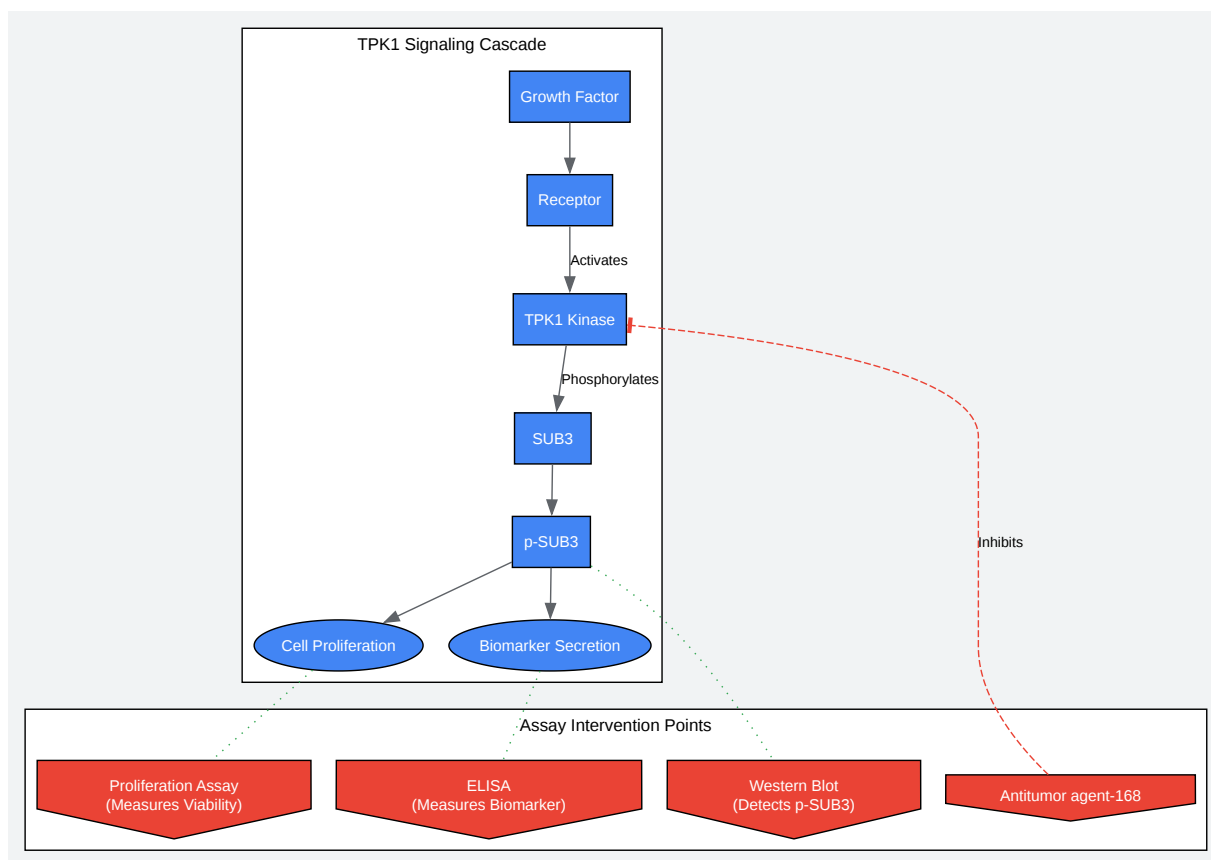 TPK1 Signaling Cascade
Growth Factor
Receptor
Activates
TPK1 Kinase
Phosphorylates
SUB3
p-SUB3
Inhibits
Cell Proliferation
Biomarker Secretion
Assay Intervention Points
Proliferation Assay
(Measures Viability)
ELISA
(Measures Biomarker)
Western Blot
(Detects p-SUB3)
Antitumor agent-168